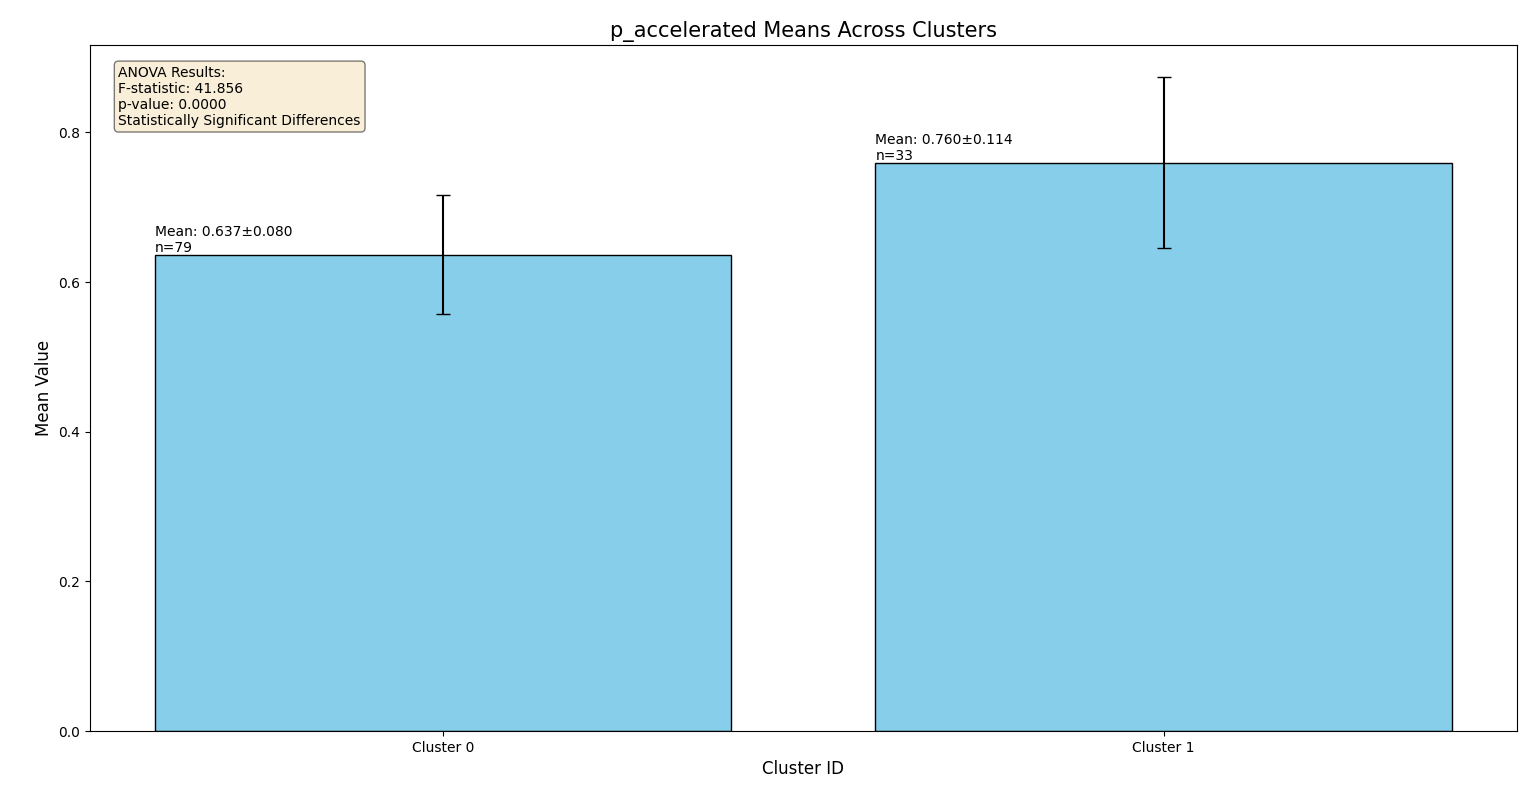 p_accelerated Means Across Clusters
ANOVA Results:
F-statistic: 41.856
p-value: 0.0000
Statistically Significant Differences
Mean: 0.760±0.114
n=33
Mean: 0.637±0.080
n=79
0.8
0.6
0.4
0.2
0.0
Mean Value
Cluster 0
Cluster 1
Cluster ID